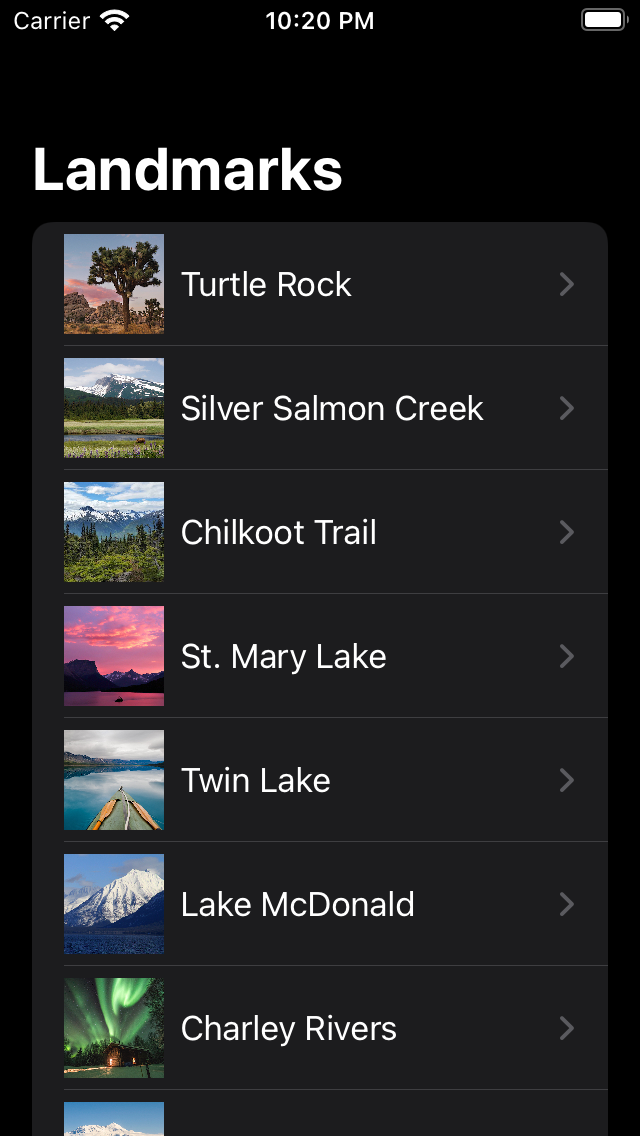 Carrier 10:20 PM
Landmarks
Turtle Rock
Silver Salmon Creek
Chilkoot Trail
St. Mary Lake
Twin Lake
Lake McDonald
Charley Rivers